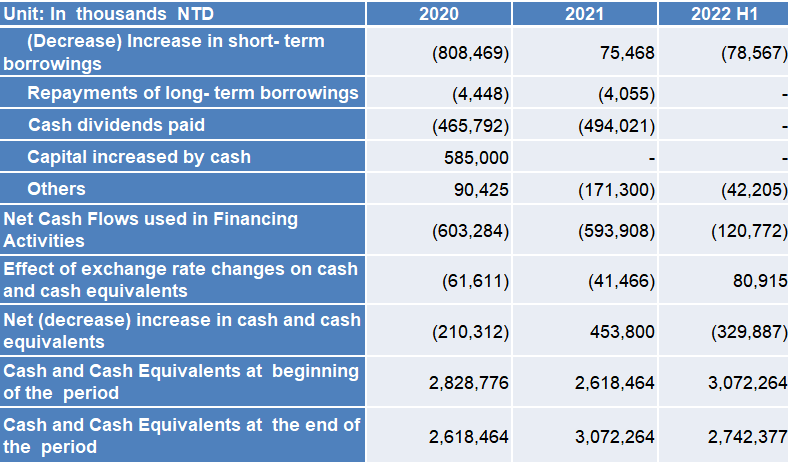 Unit: In thousands NTD 2020 2021 2022 H1
(Decrease) Increase in short- term
borrowings (808,469) 75,468 (78,567)
Repayments of long- term borrowings (4,448) (4,055) -
Cash dividends paid (465,792) (494,021) -
Capital increased by cash 585,000 - -
Others 90,425 (171,300) (42,205)
Net Cash Flows used in Financing
Activities (603,284) (593,908) (120,772)
Effect of exchange rate changes on cash
and cash equivalents (61,611) (41,466) 80,915
Net (decrease) increase in cash and cash
equivalents (210,312) 453,800 (329,887)
Cash and Cash Equivalents at beginning
of the period 2,828,776 2,618,464 3,072,264
Cash and Cash Equivalents at the end of
the period 2,618,464 3,072,264 2,742,377